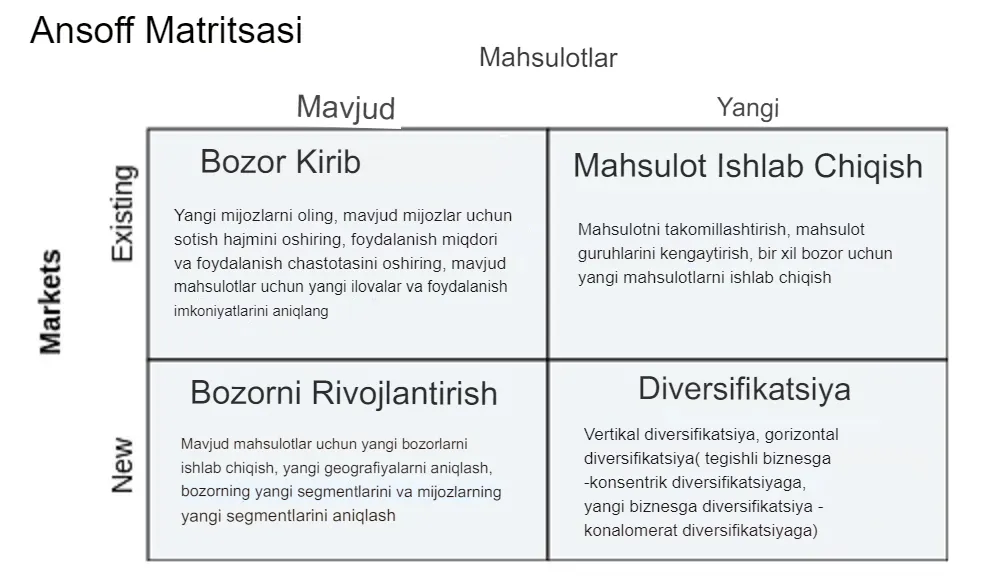 Ansoff Matritsasi
Mahsulotlar
Mavjud
Yangi
Markets
Existing
Bozor Kirib
Yangi mijozlarni oling, mavjud mijozlar uchun
sotish hajmini oshiring, foydalanish miqdori
va foydalanish chastotasini oshiring, mavjud
mahsulotlar uchun yangi ilovalar va foydalanish
imkoniyatlarini aniqlang
Mahsulot Ishlab Chiqish
Mahsulotni takomillashtirish, mahsulot
guruhlarini kengaytirish, bir xil bozor uchun
yangi mahsulotlarni ishlab chiqish
New
Bozorni Rivojlantirish
Mavjud mahsulotlar uchun yangi bozorlarni
ishlab chiqish, yangi geografiyalarni aniqlash,
bozorning yangi segmentlarini va mijozlarning
yangi segmentlarini aniqlash
Diversifikatsiya
Vertikal diversifikatsiya, gorizontal
diversifikatsiya( tegishli biznesga
-konsentrik diversifikatsiyaga,
yangi biznesga diversifikatsiya -
konalomerat diversifikatsiyaga)